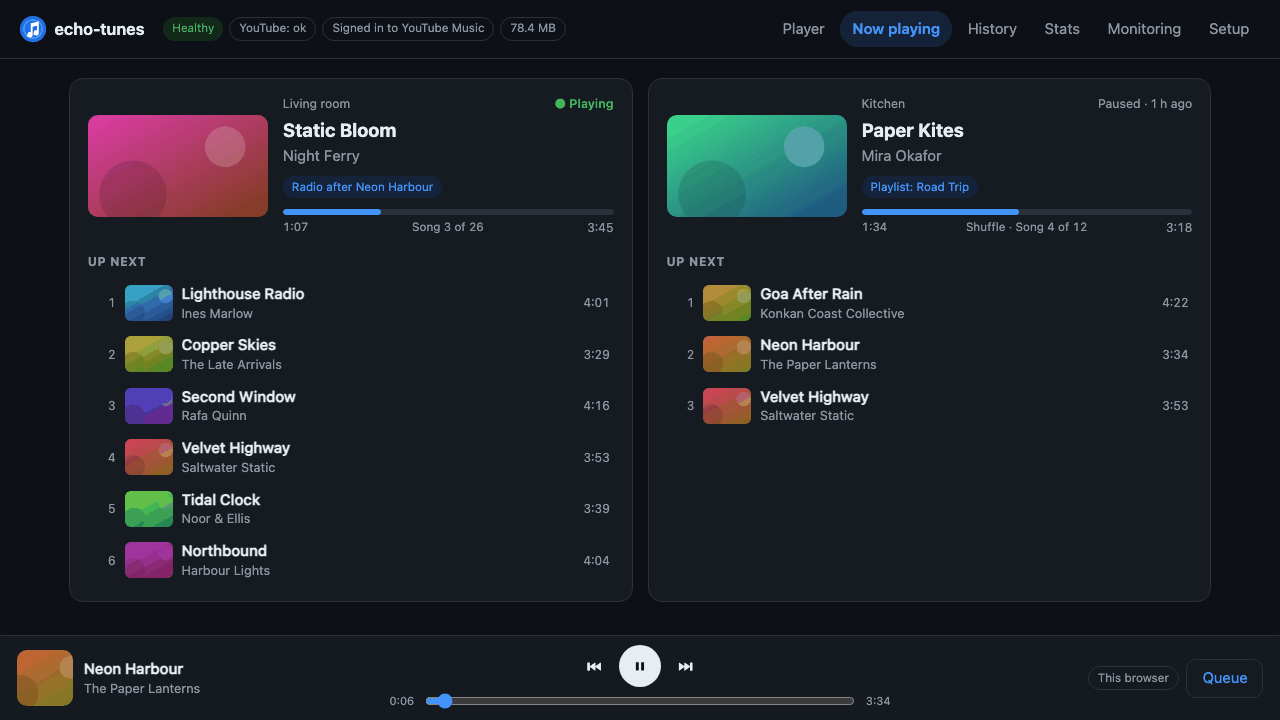 echo-tunes
Healthy
YouTube: ok
Signed in to YouTube Music
78.4 MB
Player
Now playing
History
Stats
Monitoring
Setup
Living room
Playing
Static Bloom
Night Ferry
Radio after Neon Harbour
1:07
Song 3 of 26
3:45
UP NEXT
1
Lighthouse Radio
Ines Marlow
4:01
2
Copper Skies
The Late Arrivals
3:29
3
Second Window
Rafa Quinn
4:16
4
Velvet Highway
Saltwater Static
3:53
5
Tidal Clock
Noor & Ellis
3:39
6
Northbound
Harbour Lights
4:04
Kitchen
Paused · 1 h ago
Paper Kites
Mira Okafor
Playlist: Road Trip
1:34
Shuffle · Song 4 of 12
3:18
UP NEXT
1
Goa After Rain
Konkan Coast Collective
4:22
2
Neon Harbour
The Paper Lanterns
3:34
3
Velvet Highway
Saltwater Static
3:53
Neon Harbour
The Paper Lanterns
0:06
3:34
This browser
Queue